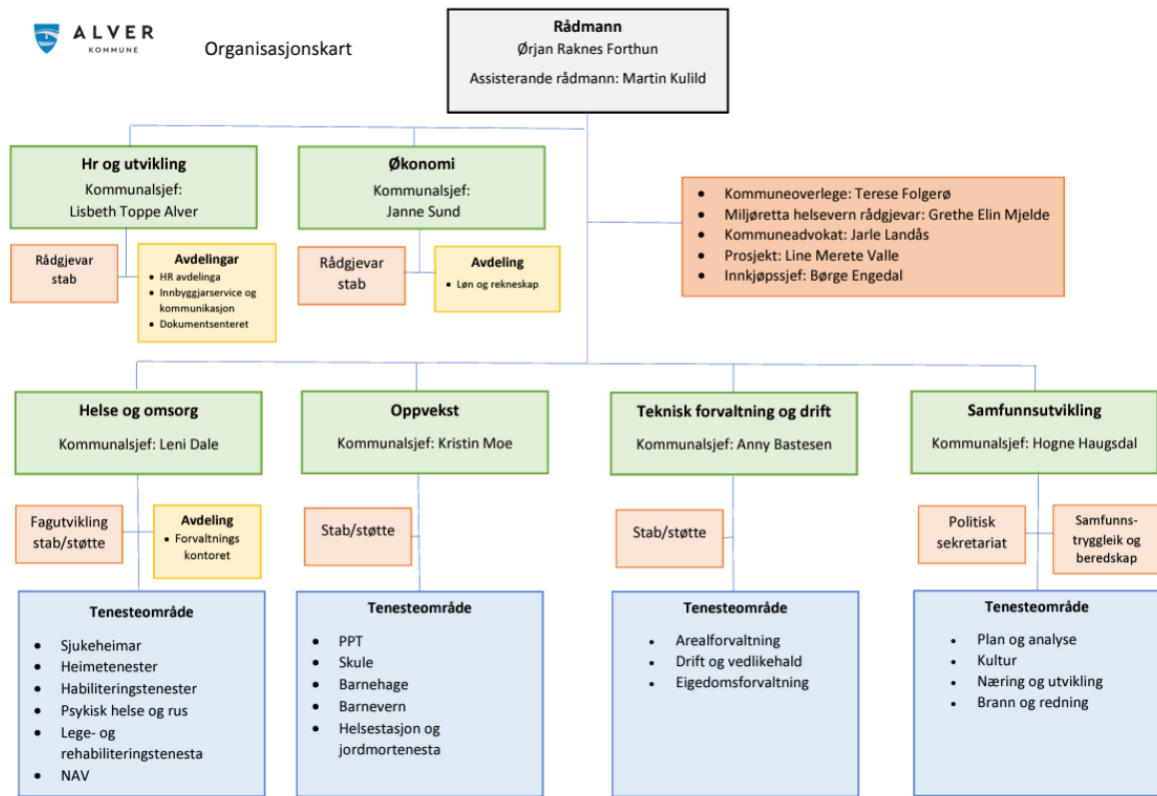 ALVER
KOMMUNE
Organisasjonskart
Rådmann
Ørjan Raknes Forthun
Assisterande rådmann: Martin Kulild
Hr og utvikling
Kommunalsjef:
Lisbeth Toppe Alver
Økonomi
Kommunalsjef:
Janne Sund
• Kommuneoverlege: Terese Folgerø
• Miljøretta helsevern rådgjevar: Grethe Elin Mjelde
• Kommuneadvokat: Jarle Landås
• Prosjekt: Line Merete Valle
• Innkjøpssjef: Børge Engedal
Rådgjevar
stab
Avdelingar
• HR avdelinga
• Innbyggjarservice og
kommunikasjon
• Dokumentsenteret
Rådgjevar
stab
Avdeling
• Løn og rekneskap
Helse og omsorg
Kommunalsjef: Leni Dale
Oppvekst
Kommunalsjef: Kristin Moe
Teknisk forvaltning og drift
Kommunalsjef: Anny Bastesen
Samfunnsutvikling
Kommunalsjef: Hogne Haugsdal
Fagutvikling
stab/støtte
Avdeling
• Forvaltnings
kontoret
Stab/støtte
Stab/støtte
Politisk
sekretariat
Samfunns-
tryggleik og
beredskap
Tenesteområde
• Sjukeheimar
• Heimetenester
• Habiliteringstenester
• Psykisk helse og rus
• Lege- og
rehabiliteringstenesta
• NAV
Tenesteområde
• PPT
• Skule
• Barnehage
• Barnevern
• Helsestasjon og
jordmortenesta
Tenesteområde
• Arealforvaltning
• Drift og vedlikehald
• Eigedomsforvaltning
Tenesteområde
• Plan og analyse
• Kultur
• Næring og utvikling
• Brann og redning